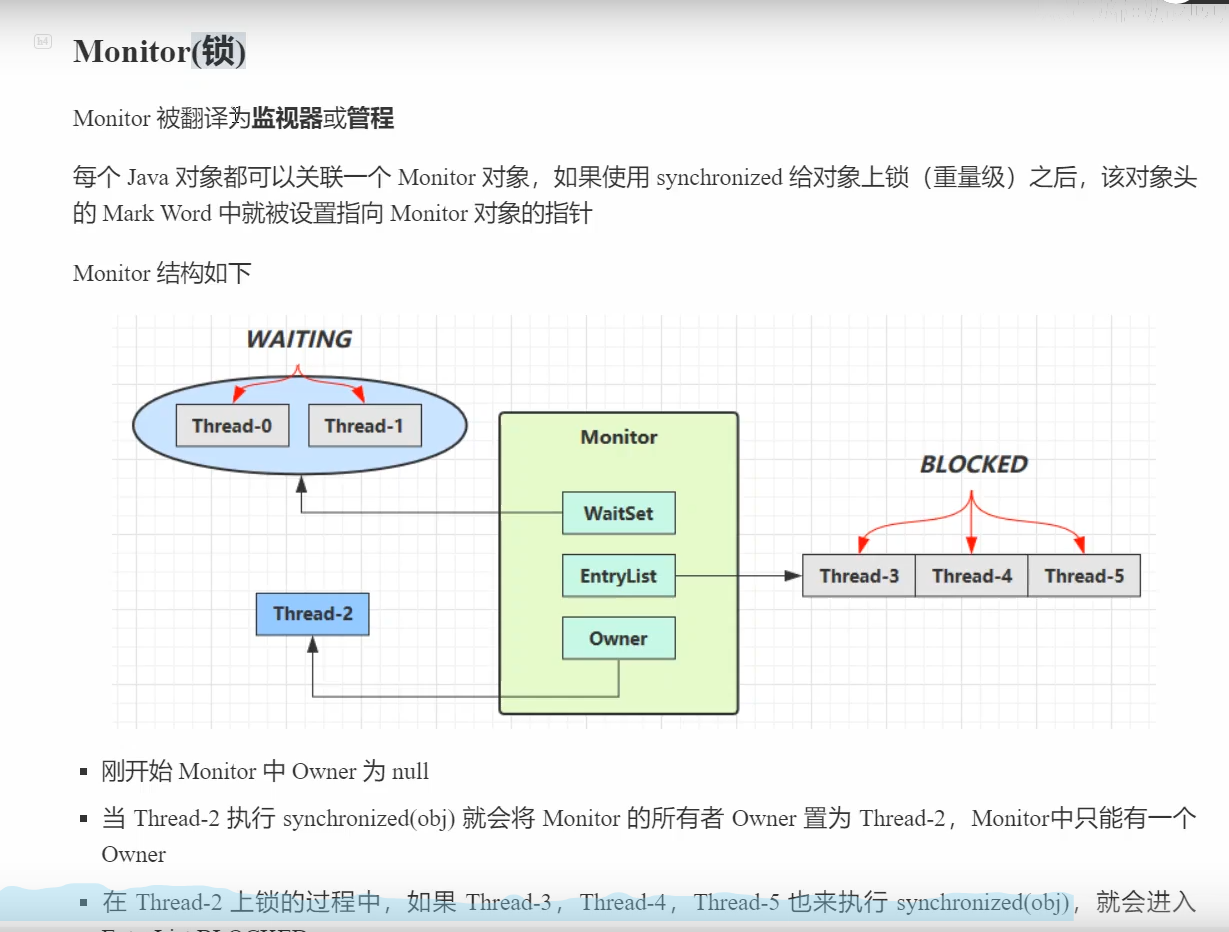 h4
Monitor(锁)
Monitor 被翻译为监视器或管程
每个 Java 对象都可以关联一个 Monitor 对象，如果使用 synchronized 给对象上锁（重量级）之后，该对象头
的 Mark Word 中就被设置指向 Monitor 对象的指针
Monitor 结构如下
WAITING
Thread-0 Thread-1
Monitor
WaitSet
EntryList
Owner
Thread-2
BLOCKED
Thread-3 Thread-4 Thread-5
刚开始 Monitor 中 Owner 为 null
当 Thread-2 执行 synchronized(obj) 就会将 Monitor 的所有者 Owner 置为 Thread-2，Monitor中只能有一个
Owner
在 Thread-2 上锁的过程中，如果 Thread-3，Thread-4，Thread-5 也来执行 synchronized(obj)，就会进入
EntryList BLOCKED